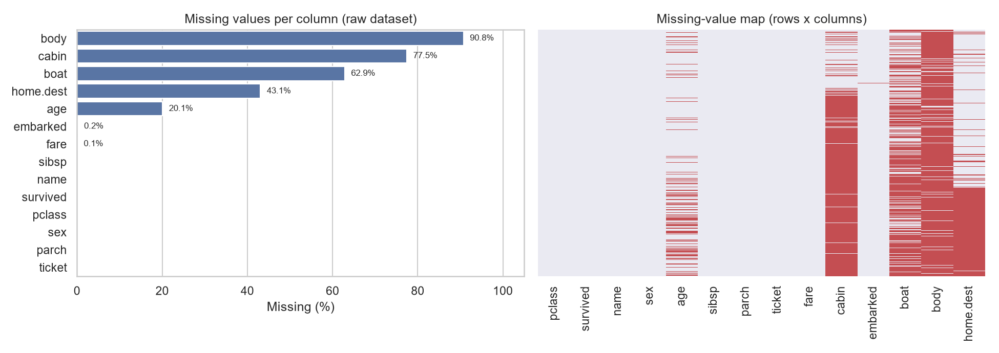 Missing values per column (raw dataset)
body
90.8%
cabin
77.5%
boat
62.9%
home.dest
43.1%
age
20.1%
embarked
0.2%
fare
0.1%
sibsp
name
survived
pclass
sex
parch
ticket
0 20 40 60 80 100
Missing (%)
Missing-value map (rows x columns)
pclass
survived
name
sex
age
sibsp
parch
ticket
fare
cabin
embarked
boat
body
home.dest